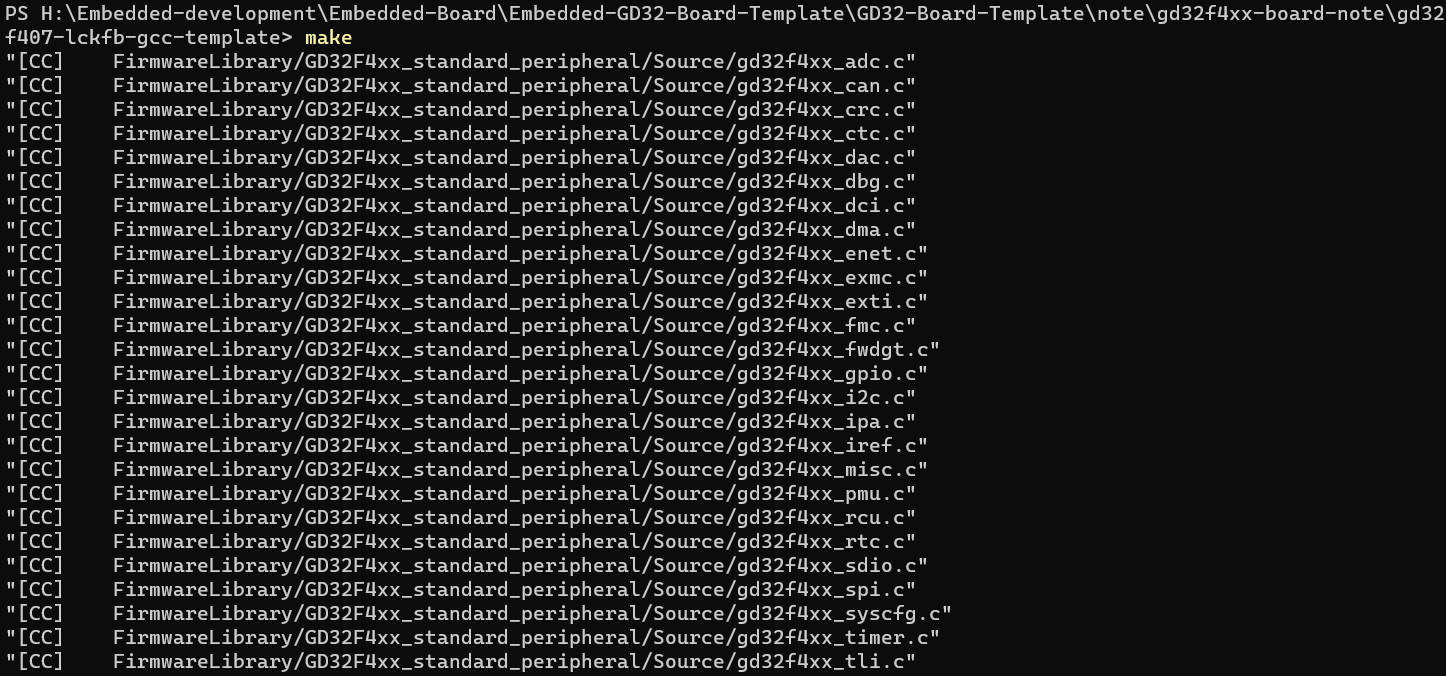 PS H:\Embedded-development\Embedded-Board\Embedded-GD32-Board-Template\GD32-Board-Template\note\gd32f4xx-board-note\gd32
f407-lckfb-gcc-template> make
"[CC]    FirmwareLibrary/GD32F4xx_standard_peripheral/Source/gd32f4xx_adc.c"
"[CC]    FirmwareLibrary/GD32F4xx_standard_peripheral/Source/gd32f4xx_can.c"
"[CC]    FirmwareLibrary/GD32F4xx_standard_peripheral/Source/gd32f4xx_crc.c"
"[CC]    FirmwareLibrary/GD32F4xx_standard_peripheral/Source/gd32f4xx_ctc.c"
"[CC]    FirmwareLibrary/GD32F4xx_standard_peripheral/Source/gd32f4xx_dac.c"
"[CC]    FirmwareLibrary/GD32F4xx_standard_peripheral/Source/gd32f4xx_dbg.c"
"[CC]    FirmwareLibrary/GD32F4xx_standard_peripheral/Source/gd32f4xx_dci.c"
"[CC]    FirmwareLibrary/GD32F4xx_standard_peripheral/Source/gd32f4xx_dma.c"
"[CC]    FirmwareLibrary/GD32F4xx_standard_peripheral/Source/gd32f4xx_enet.c"
"[CC]    FirmwareLibrary/GD32F4xx_standard_peripheral/Source/gd32f4xx_exmc.c"
"[CC]    FirmwareLibrary/GD32F4xx_standard_peripheral/Source/gd32f4xx_exti.c"
"[CC]    FirmwareLibrary/GD32F4xx_standard_peripheral/Source/gd32f4xx_fmc.c"
"[CC]    FirmwareLibrary/GD32F4xx_standard_peripheral/Source/gd32f4xx_fwdgt.c"
"[CC]    FirmwareLibrary/GD32F4xx_standard_peripheral/Source/gd32f4xx_gpio.c"
"[CC]    FirmwareLibrary/GD32F4xx_standard_peripheral/Source/gd32f4xx_i2c.c"
"[CC]    FirmwareLibrary/GD32F4xx_standard_peripheral/Source/gd32f4xx_ipa.c"
"[CC]    FirmwareLibrary/GD32F4xx_standard_peripheral/Source/gd32f4xx_iref.c"
"[CC]    FirmwareLibrary/GD32F4xx_standard_peripheral/Source/gd32f4xx_misc.c"
"[CC]    FirmwareLibrary/GD32F4xx_standard_peripheral/Source/gd32f4xx_pmu.c"
"[CC]    FirmwareLibrary/GD32F4xx_standard_peripheral/Source/gd32f4xx_rcu.c"
"[CC]    FirmwareLibrary/GD32F4xx_standard_peripheral/Source/gd32f4xx_rtc.c"
"[CC]    FirmwareLibrary/GD32F4xx_standard_peripheral/Source/gd32f4xx_sdio.c"
"[CC]    FirmwareLibrary/GD32F4xx_standard_peripheral/Source/gd32f4xx_spi.c"
"[CC]    FirmwareLibrary/GD32F4xx_standard_peripheral/Source/gd32f4xx_syscfg.c"
"[CC]    FirmwareLibrary/GD32F4xx_standard_peripheral/Source/gd32f4xx_timer.c"
"[CC]    FirmwareLibrary/GD32F4xx_standard_peripheral/Source/gd32f4xx_tli.c"